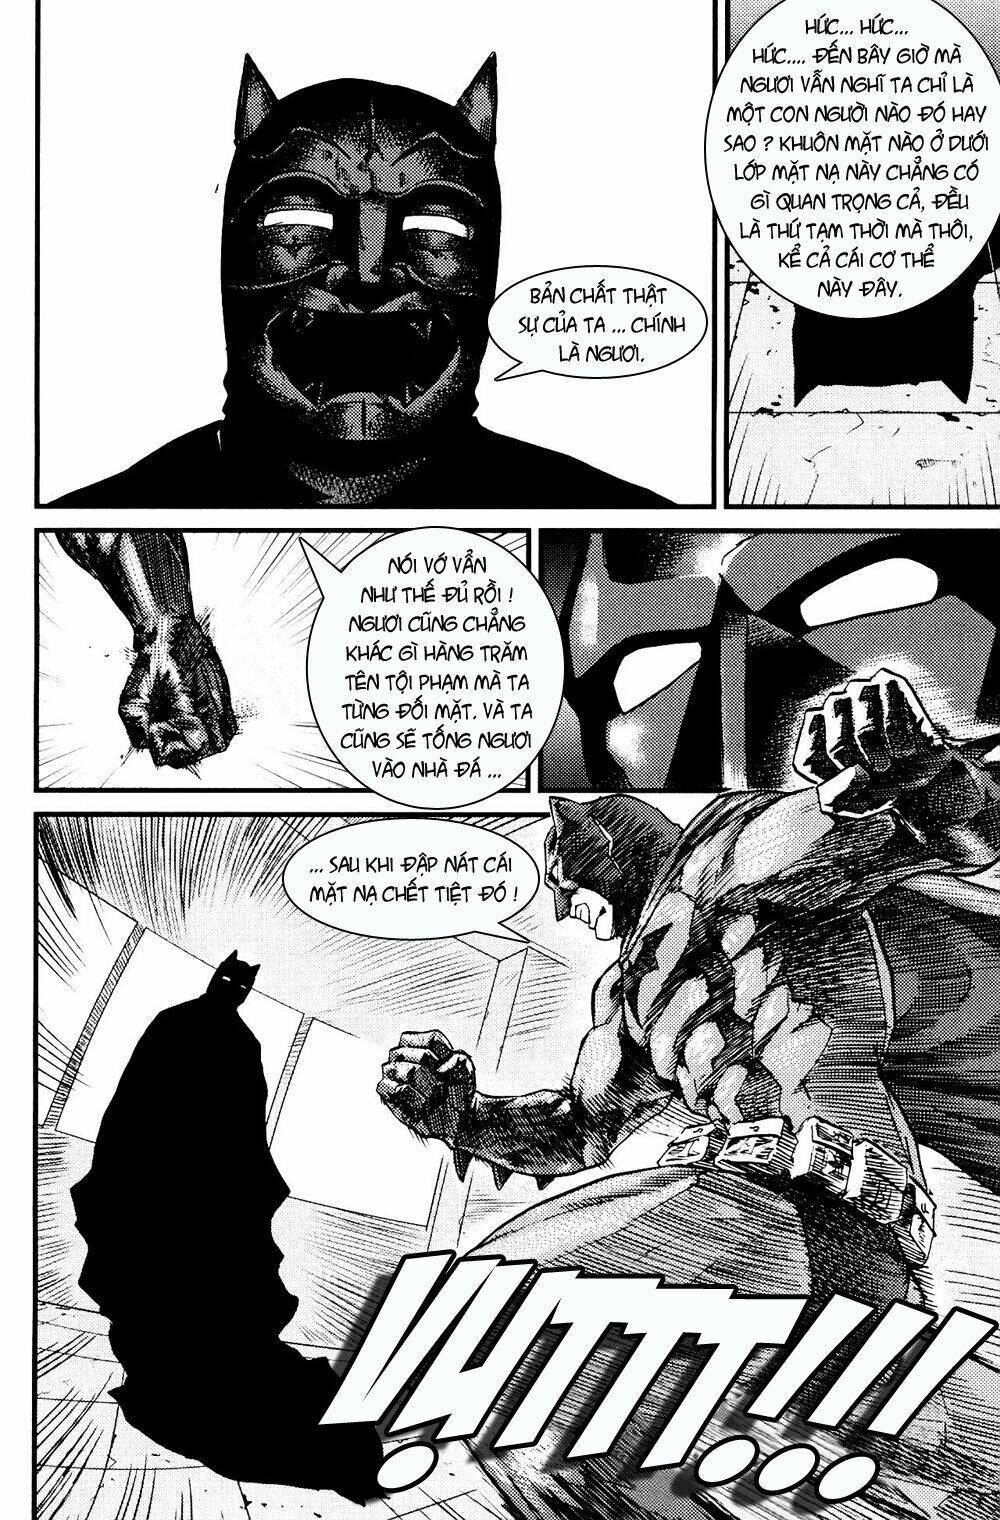 HỨC... HỨC...
HỨC.... ĐẾN BÂY GIỜ MÀ
NGƯƠI VẪN NGHĨ TA CHỈ LÀ
MỘT CON NGƯỜI NÀO ĐÓ HAY
SAO ? KHUÔN MẶT NÀO Ở DƯỚI
LỚP MẶT NẠ NÀY CHẲNG CÓ
GÌ QUAN TRỌNG CẢ, ĐỀU
LÀ THỨ TẠM THỜI MÀ THÔI,
KỂ CẢ CÁI CƠ THỂ
NÀY ĐÂY.
BẢN CHẤT THẬT
SỰ CỦA TA ... CHÍNH
LÀ NGƯƠI.
NÓI VỚ VẨN
NHƯ THẾ ĐỦ RỒI !
NGƯƠI CŨNG CHẲNG
KHÁC GÌ HÀNG TRĂM
TÊN TỘI PHẠM MÀ TA
TỪNG ĐỐI MẶT. VÀ TA
CŨNG SẼ TỐNG NGƯƠI
VÀO NHÀ ĐÁ ...
... SAU KHI ĐẬP NÁT CÁI
MẶT NẠ CHẾT TIỆT ĐÓ !
VỤTTT...!!!